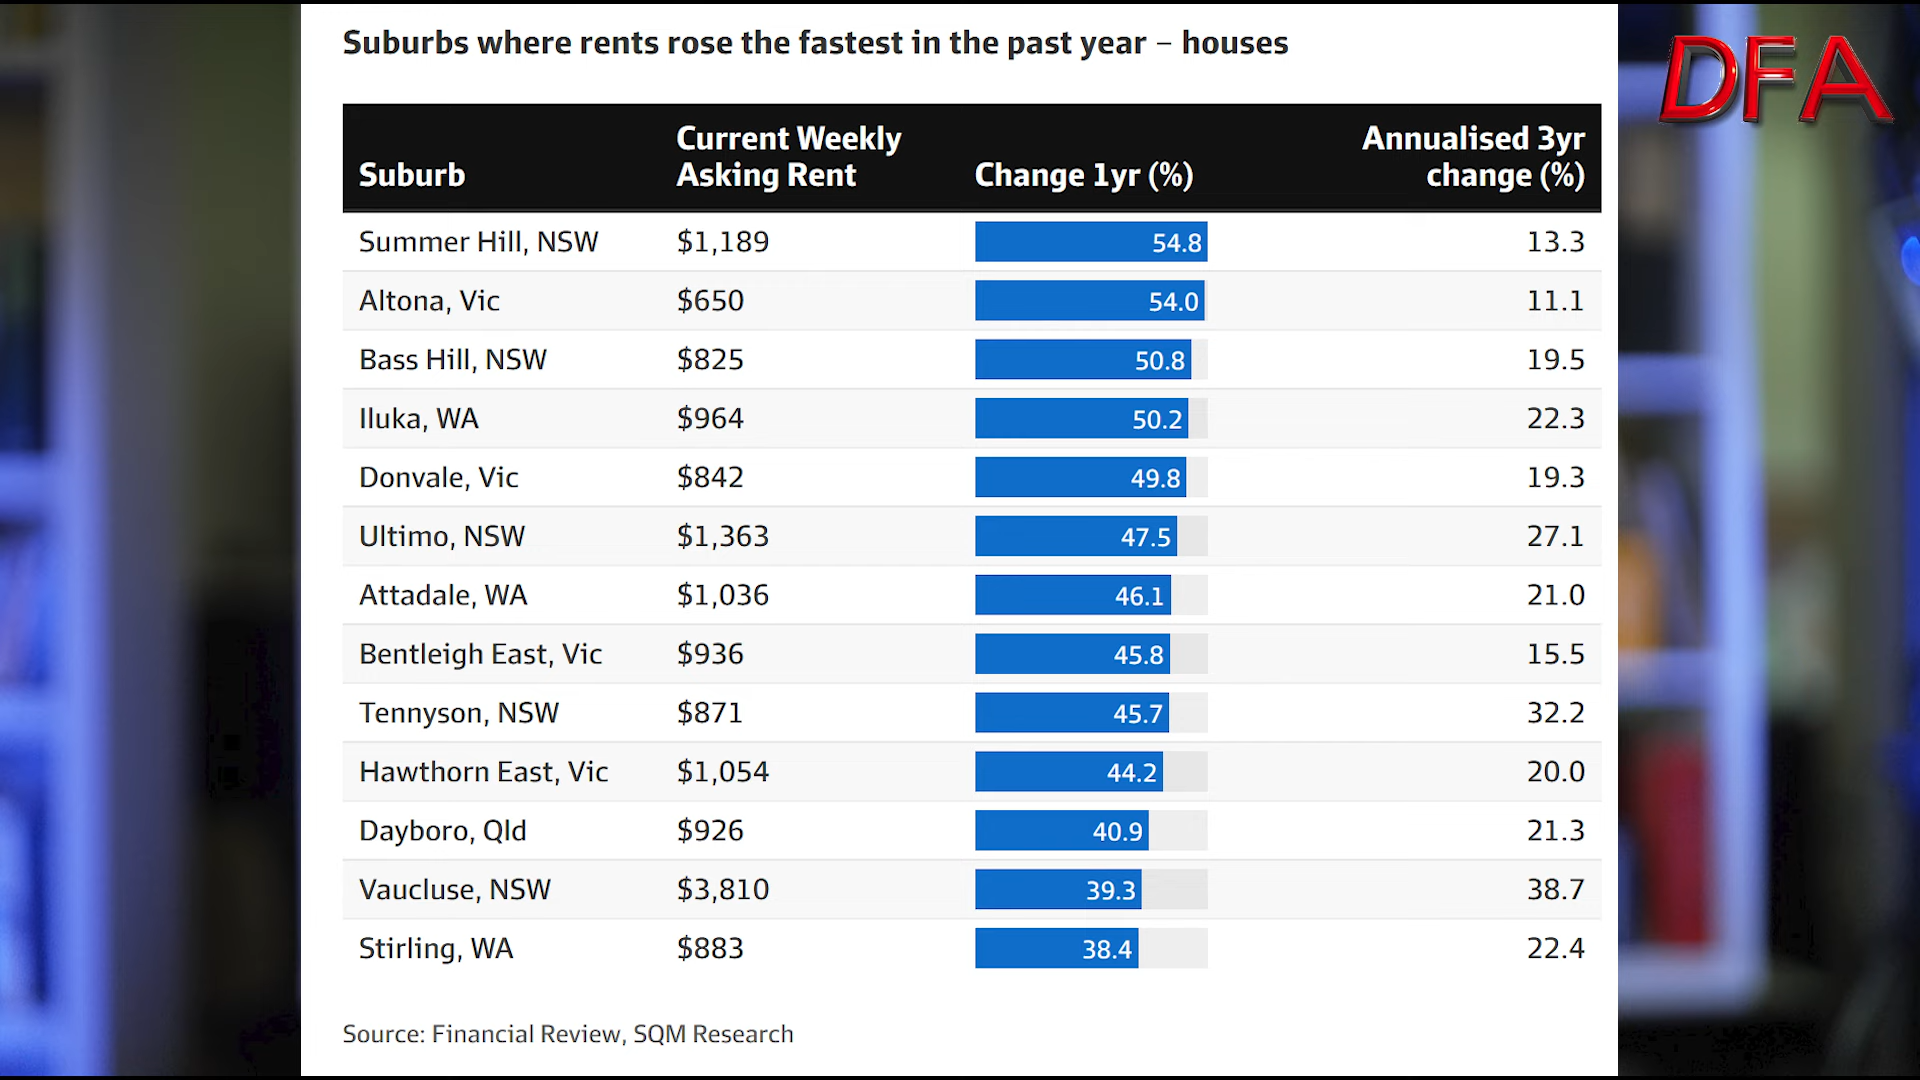 Suburbs where rents rose the fastest in the past year – houses
DFA
Suburb Current Weekly Asking Rent Change 1yr (%) Annualised 3yr change (%)
Summer Hill, NSW $1,189 54.8 13.3
Altona, Vic $650 54.0 11.1
Bass Hill, NSW $825 50.8 19.5
Iluka, WA $964 50.2 22.3
Donvale, Vic $842 49.8 19.3
Ultimo, NSW $1,363 47.5 27.1
Attadale, WA $1,036 46.1 21.0
Bentleigh East, Vic $936 45.8 15.5
Tennyson, NSW $871 45.7 32.2
Hawthorn East, Vic $1,054 44.2 20.0
Dayboro, Qld $926 40.9 21.3
Vaucluse, NSW $3,810 39.3 38.7
Stirling, WA $883 38.4 22.4
Source: Financial Review, SQM Research